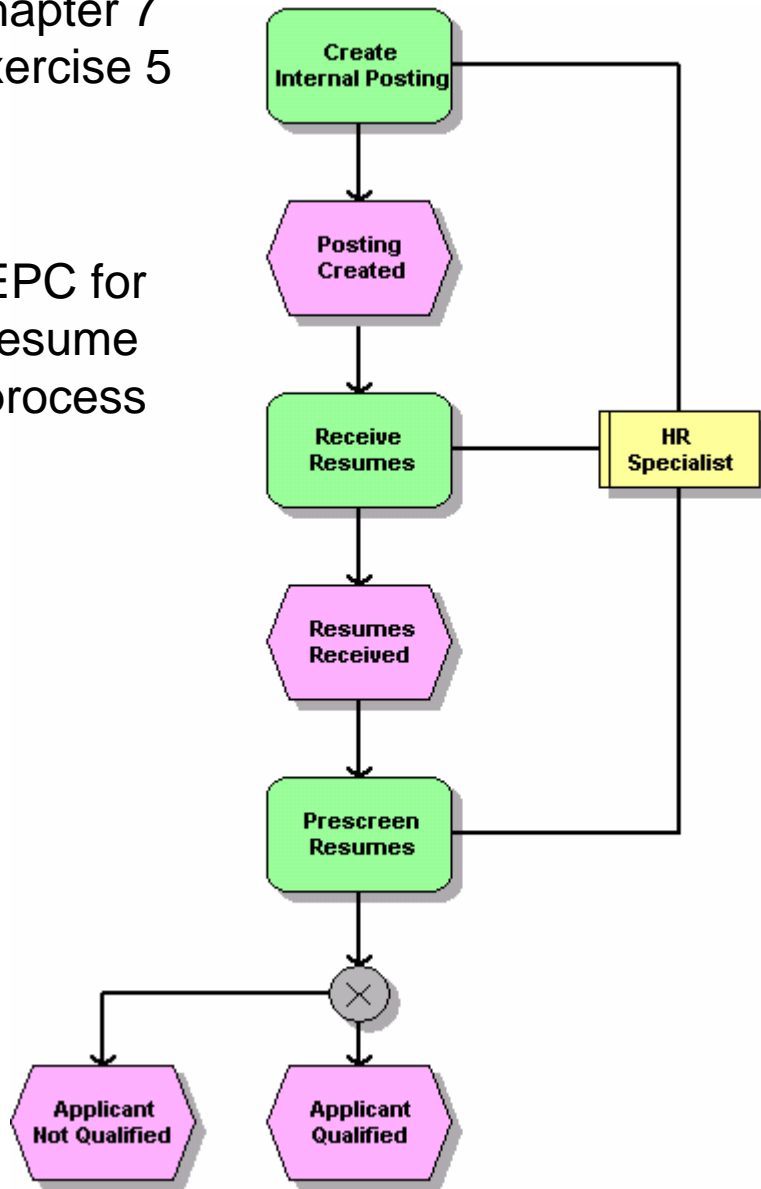 hapter 7
xercise 5
EPC for
esume
process
Create
Internal Posting
Posting
Created
Receive
Resumes
HR
Specialist
Resumes
Received
Prescreen
Resumes
Applicant
Not Qualified
Applicant
Qualified